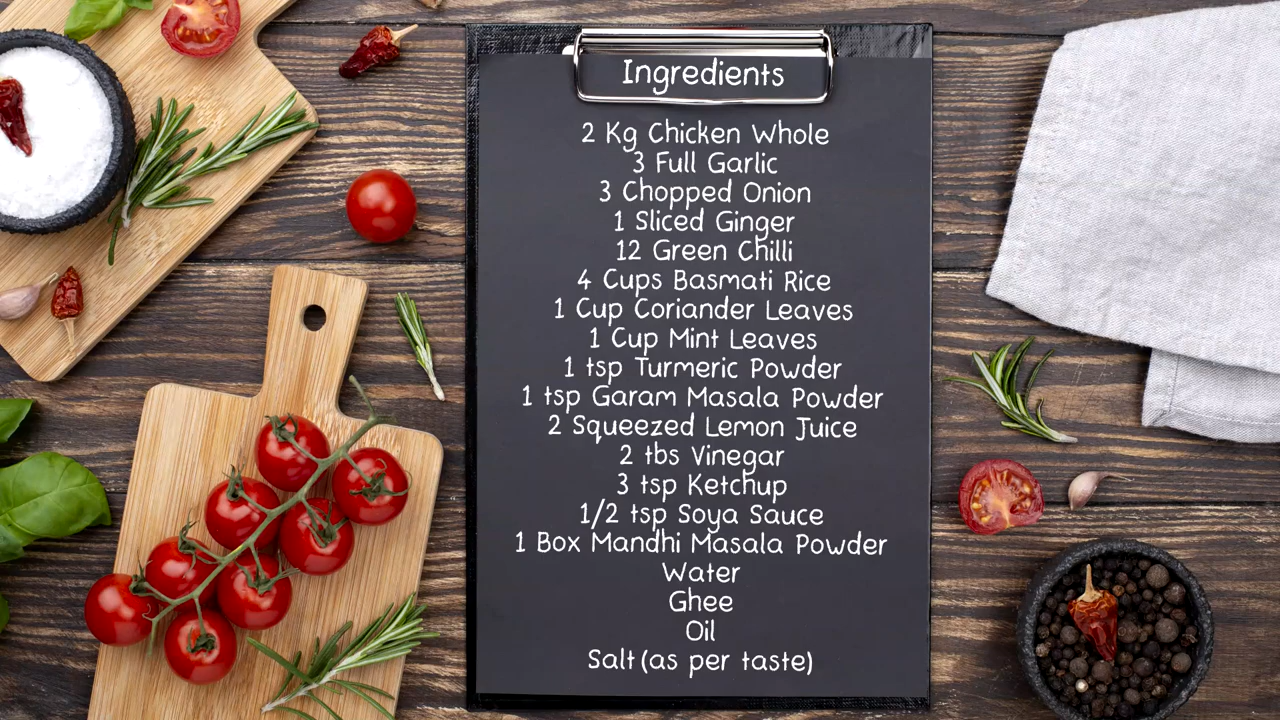 Ingredients
2 Kg Chicken Whole
3 Full Garlic
3 Chopped Onion
1 Sliced Ginger
12 Green Chilli
4 Cups Basmati Rice
1 Cup Coriander Leaves
1 Cup Mint Leaves
1 tsp Turmeric Powder
1 tsp Garam Masala Powder
2 Squeezed Lemon Juice
2 tbs Vinegar
3 tsp Ketchup
1/2 tsp Soya Sauce
1 Box Mandhi Masala Powder
Water
Ghee
Oil
Salt(as per taste)